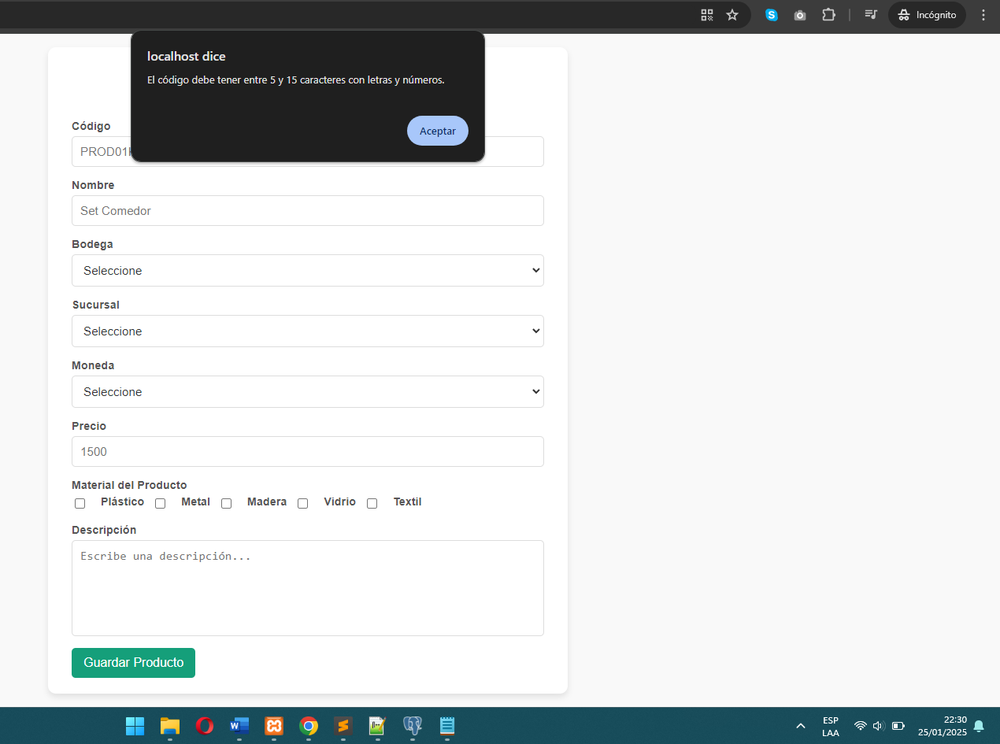 Incógnito
localhost dice
El código debe tener entre 5 y 15 caracteres con letras y números.
Aceptar
Código
PROD01
Nombre
Set Comedor
Bodega
Seleccione
Sucursal
Seleccione
Moneda
Seleccione
Precio
1500
Material del Producto
Plástico Metal Madera Vidrio Textil
Descripción
Escribe una descripción...
Guardar Producto
ESP
LAA
22:30
25/01/2025